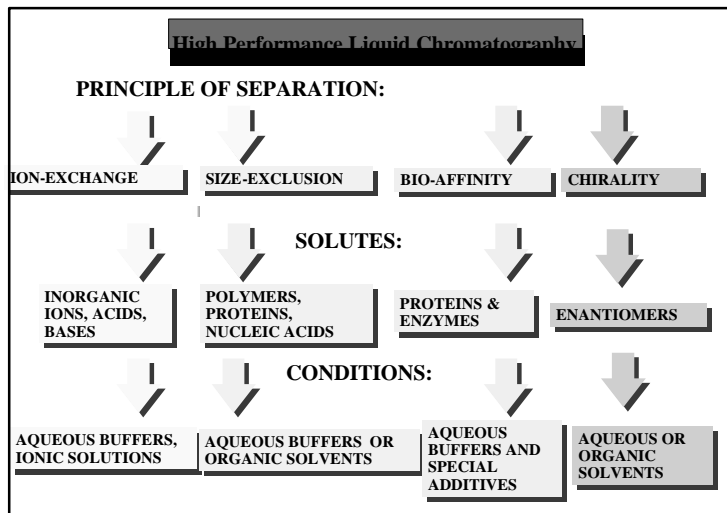 High Performance Liquid Chromatography
PRINCIPLE OF SEPARATION:
ION-EXCHANGE
SIZE-EXCLUSION
BIO-AFFINITY
CHIRALITY
SOLUTES:
INORGANIC
IONS, ACIDS,
BASES
POLYMERS,
PROTEINS,
NUCLEIC ACIDS
PROTEINS &
ENZYMES
ENANTIOMERS
CONDITIONS:
AQUEOUS BUFFERS,
IONIC SOLUTIONS
AQUEOUS BUFFERS OR
ORGANIC SOLVENTS
AQUEOUS
BUFFERS AND
SPECIAL
ADDITIVES
AQUEOUS OR
ORGANIC
SOLVENTS